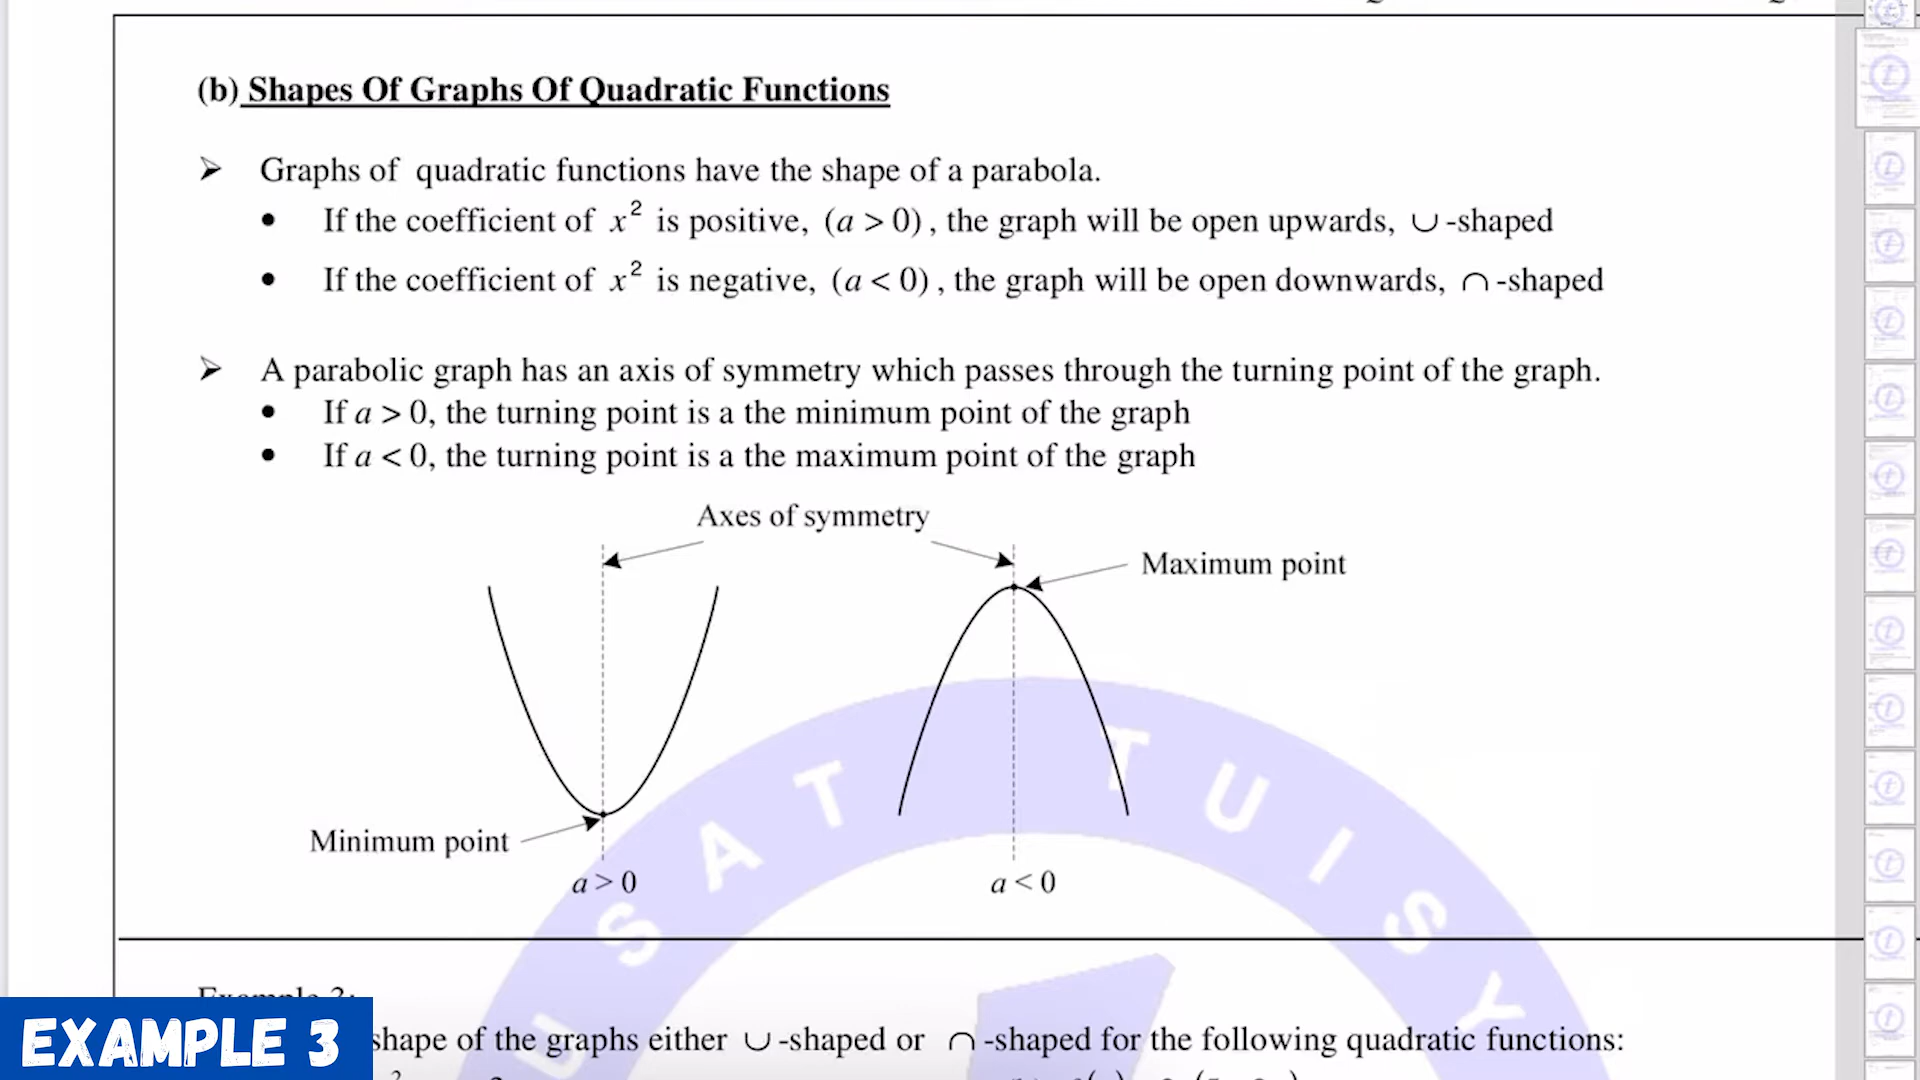 (b) Shapes Of Graphs Of Quadratic Functions
➢ Graphs of quadratic functions have the shape of a parabola.
• If the coefficient of x² is positive, (a > 0), the graph will be open upwards, ∪-shaped
• If the coefficient of x² is negative, (a < 0), the graph will be open downwards, ∩-shaped
➢ A parabolic graph has an axis of symmetry which passes through the turning point of the graph.
• If a > 0, the turning point is a the minimum point of the graph
• If a < 0, the turning point is a the maximum point of the graph
Axes of symmetry
Maximum point
Minimum point
a > 0
a < 0
USAT TUISY
EXAMPLE 3
shape of the graphs either ∪-shaped or ∩-shaped for the following quadratic functions: